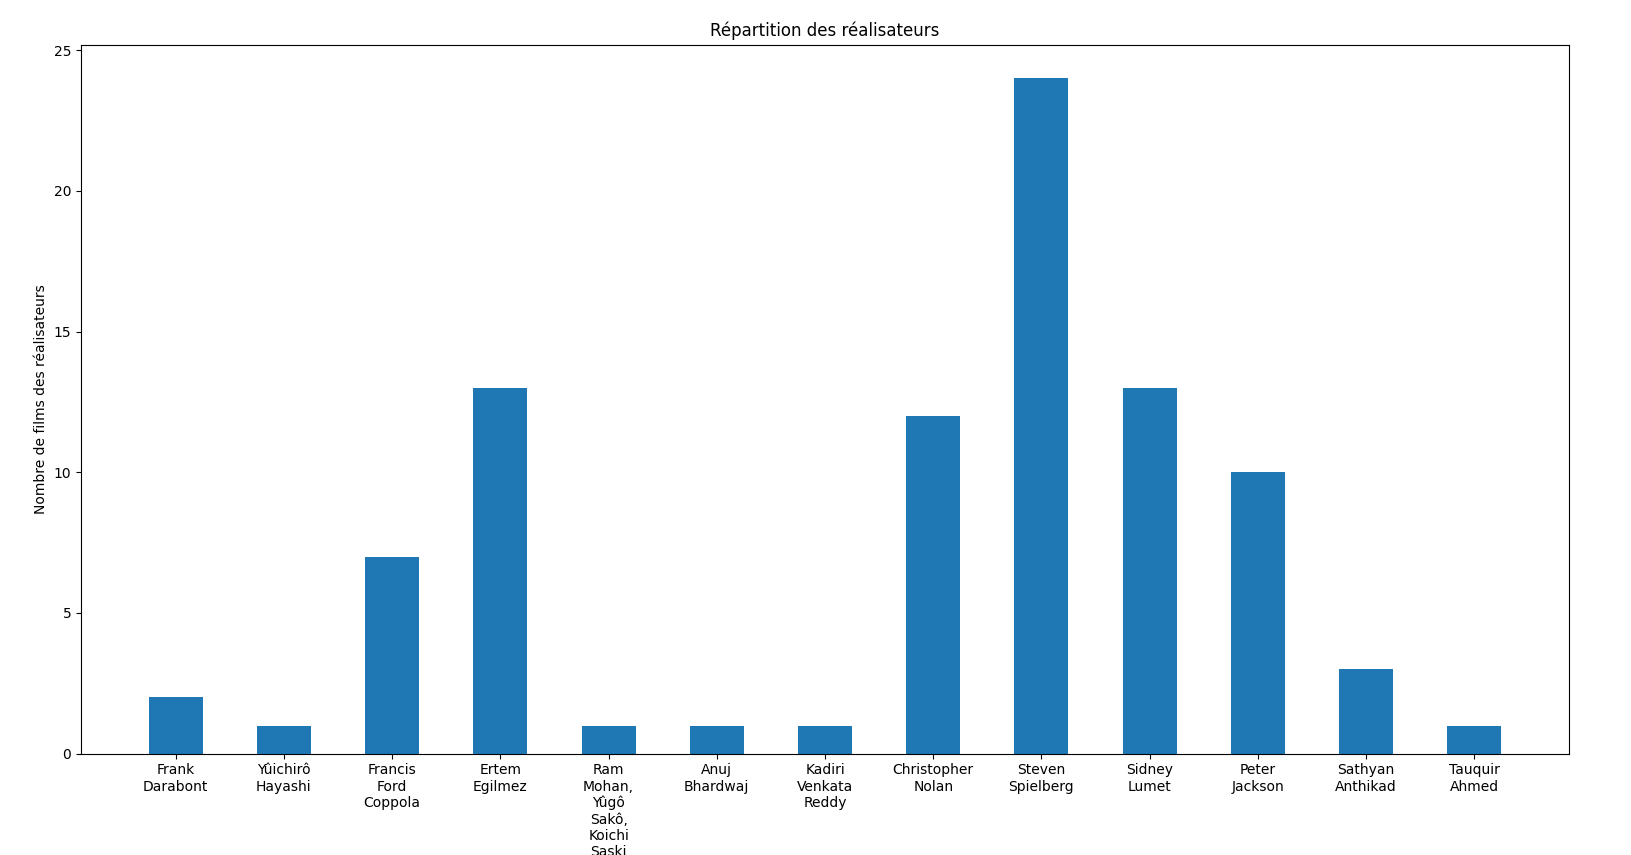 Répartition des réalisateurs
Nombre de films des réalisateurs
25
20
15
10
5
0
Frank
Darabont
Yûichirô
Hayashi
Francis
Ford
Coppola
Ertem
Egilmez
Ram
Mohan,
Yûgô
Sakô,
Koichi
Saski
Anuj
Bhardwaj
Kadiri
Venkata
Reddy
Christopher
Nolan
Steven
Spielberg
Sidney
Lumet
Peter
Jackson
Sathyan
Anthikad
Tauquir
Ahmed